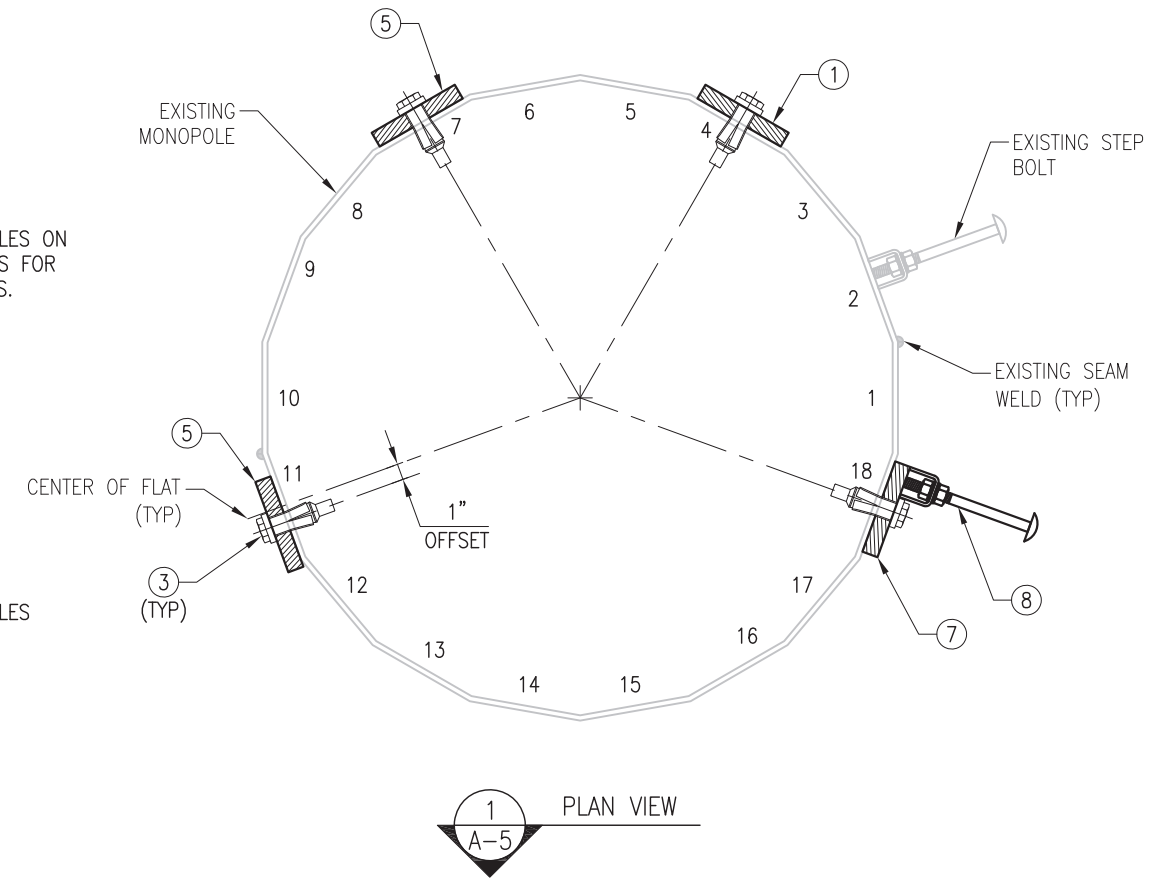 5
1
EXISTING
MONOPOLE
7
6
5
4
EXISTING STEP
BOLT
8
3
LES ON
S FOR
S.
9
2
EXISTING SEAM
WELD (TYP)
10
1
5
11
18
CENTER OF FLAT
(TYP)
1"
OFFSET
3
(TYP)
12
17
8
LES
7
13
16
14
15
1
A-5
PLAN VIEW